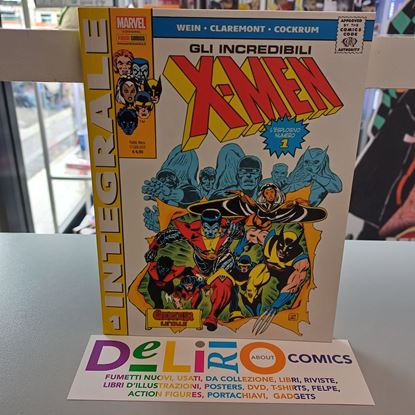 WEIN • CLAREMONT • COCKRUM
APPROVED
BY THE
COMICS
CODE
AUTHORITY
MARVEL
GLI INCREDIBILI
X-MEN
L'ESPLOSIVO
NUMERO
1
INTEGRALE
DELIRIO ABOUT COMICS
FUMETTI NUOVI, USATI, DA COLLEZIONE, LIBRI, RIVISTE,
LIBRI D'ILLUSTRAZIONI, POSTERS, DVD, T-SHIRTS, FELPE,
ACTION FIGURES, PORTACHIAVI, GADGETS